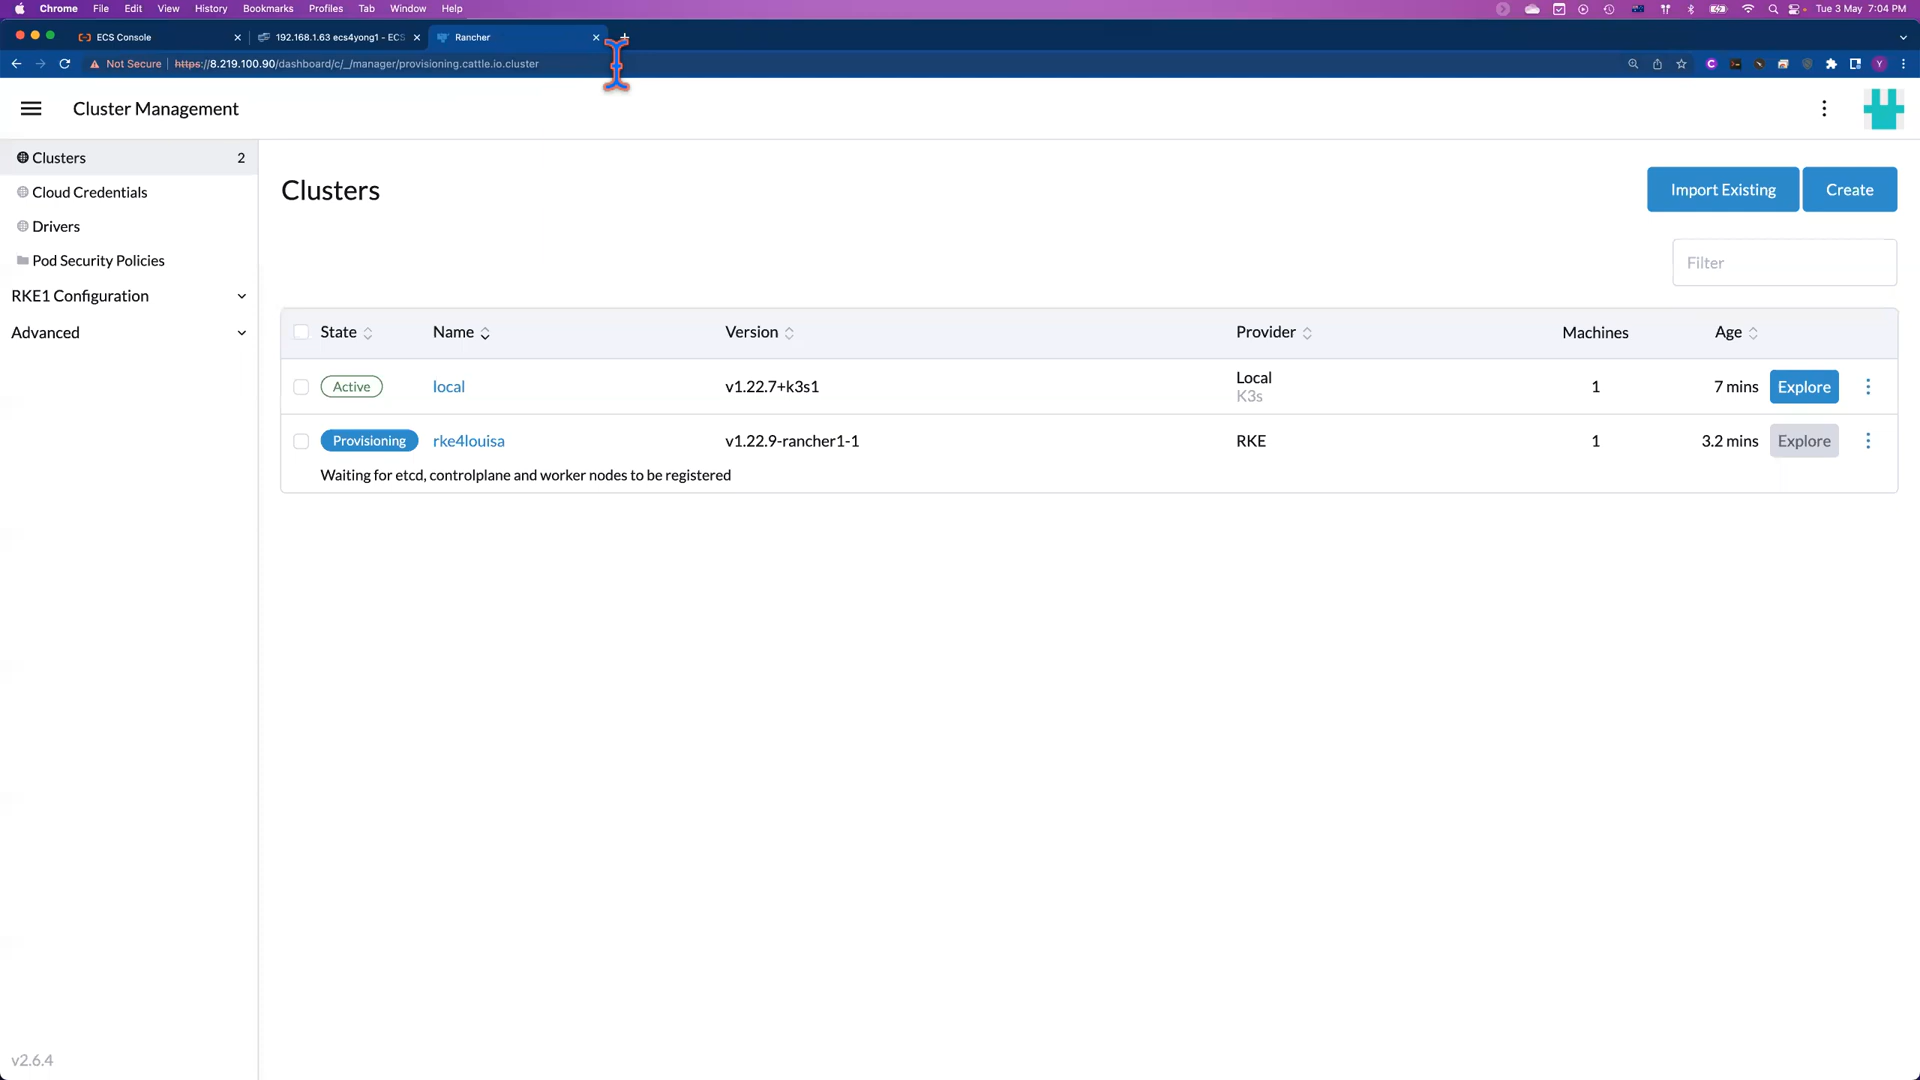 Chrome File Edit View History Bookmarks Profiles Tab Window Help Tue 3 May 7:04 PM
ECS Console 192.168.1.63 ecs4yong1 - ECS Rancher
Not Secure https://8.219.100.90/dashboard/c/_/manager/provisioning.cattle.io.cluster
Cluster Management
Clusters 2
Cloud Credentials
Drivers
Pod Security Policies
RKE1 Configuration
Advanced
v2.6.4
Clusters
Import Existing Create
Filter
State Name Version Provider Machines Age
Active local v1.22.7+k3s1 Local 1 7 mins Explore
K3s
Provisioning rke4louisa v1.22.9-rancher1-1 RKE 1 3.2 mins Explore
Waiting for etcd, controlplane and worker nodes to be registered